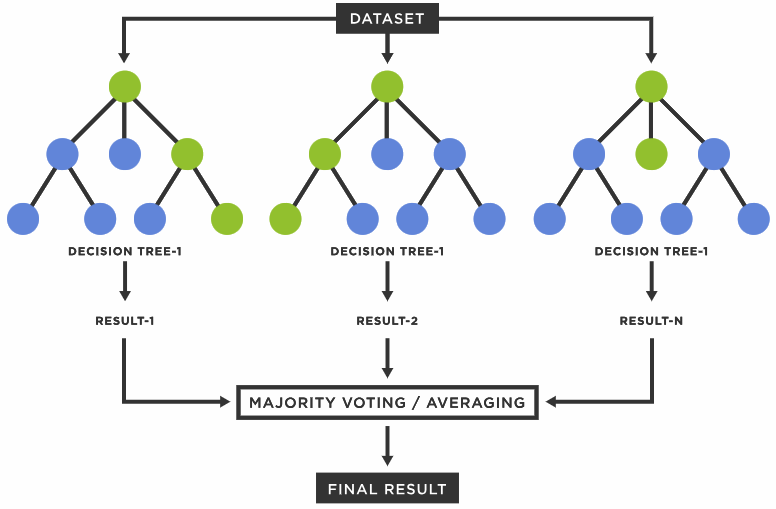 DATASET
DECISION TREE-1
DECISION TREE-1
DECISION TREE-1
RESULT-1
RESULT-2
RESULT-N
MAJORITY VOTING / AVERAGING
FINAL RESULT